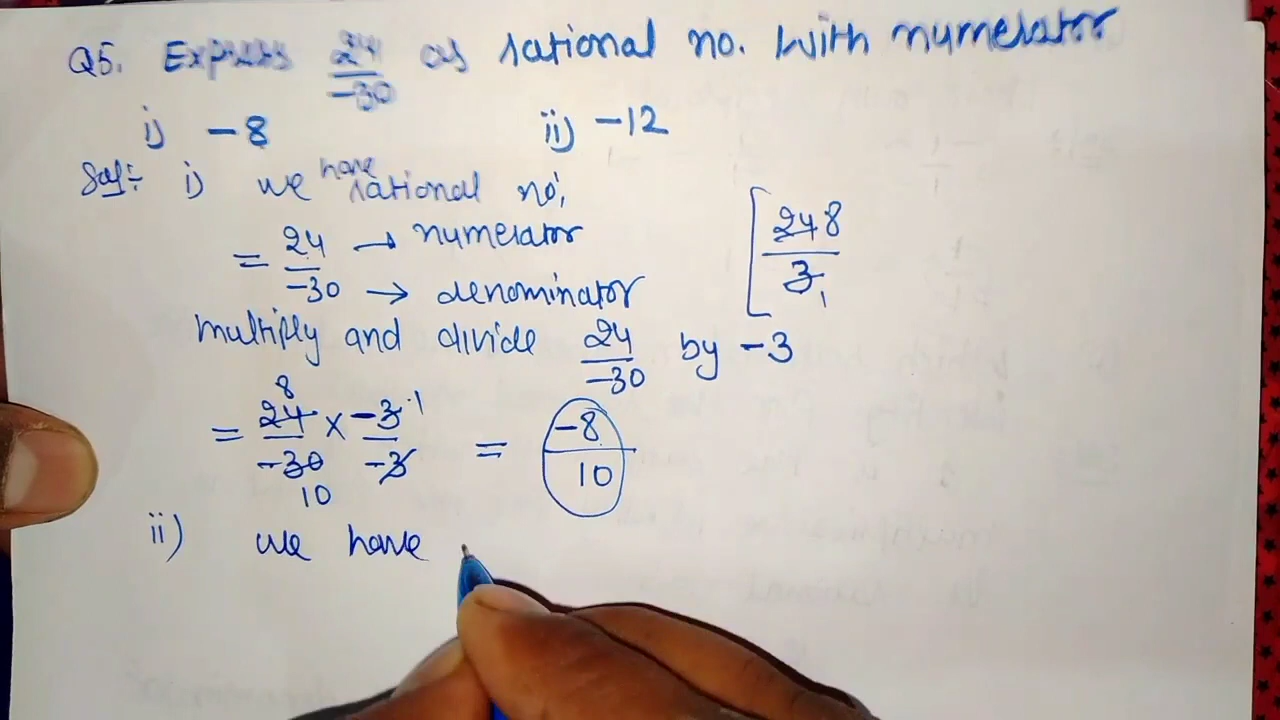 Q5. Express 24/-30 as rational no. with numerator
i) -8 ii) -12
Sol:- i) we have rational no,
= 24/-30 → numerator → denominator
[248/31
multiply and divide 24/-30 by -3
= 24 8/-30 10 × -3 1/-3 = -8/10
ii) we have